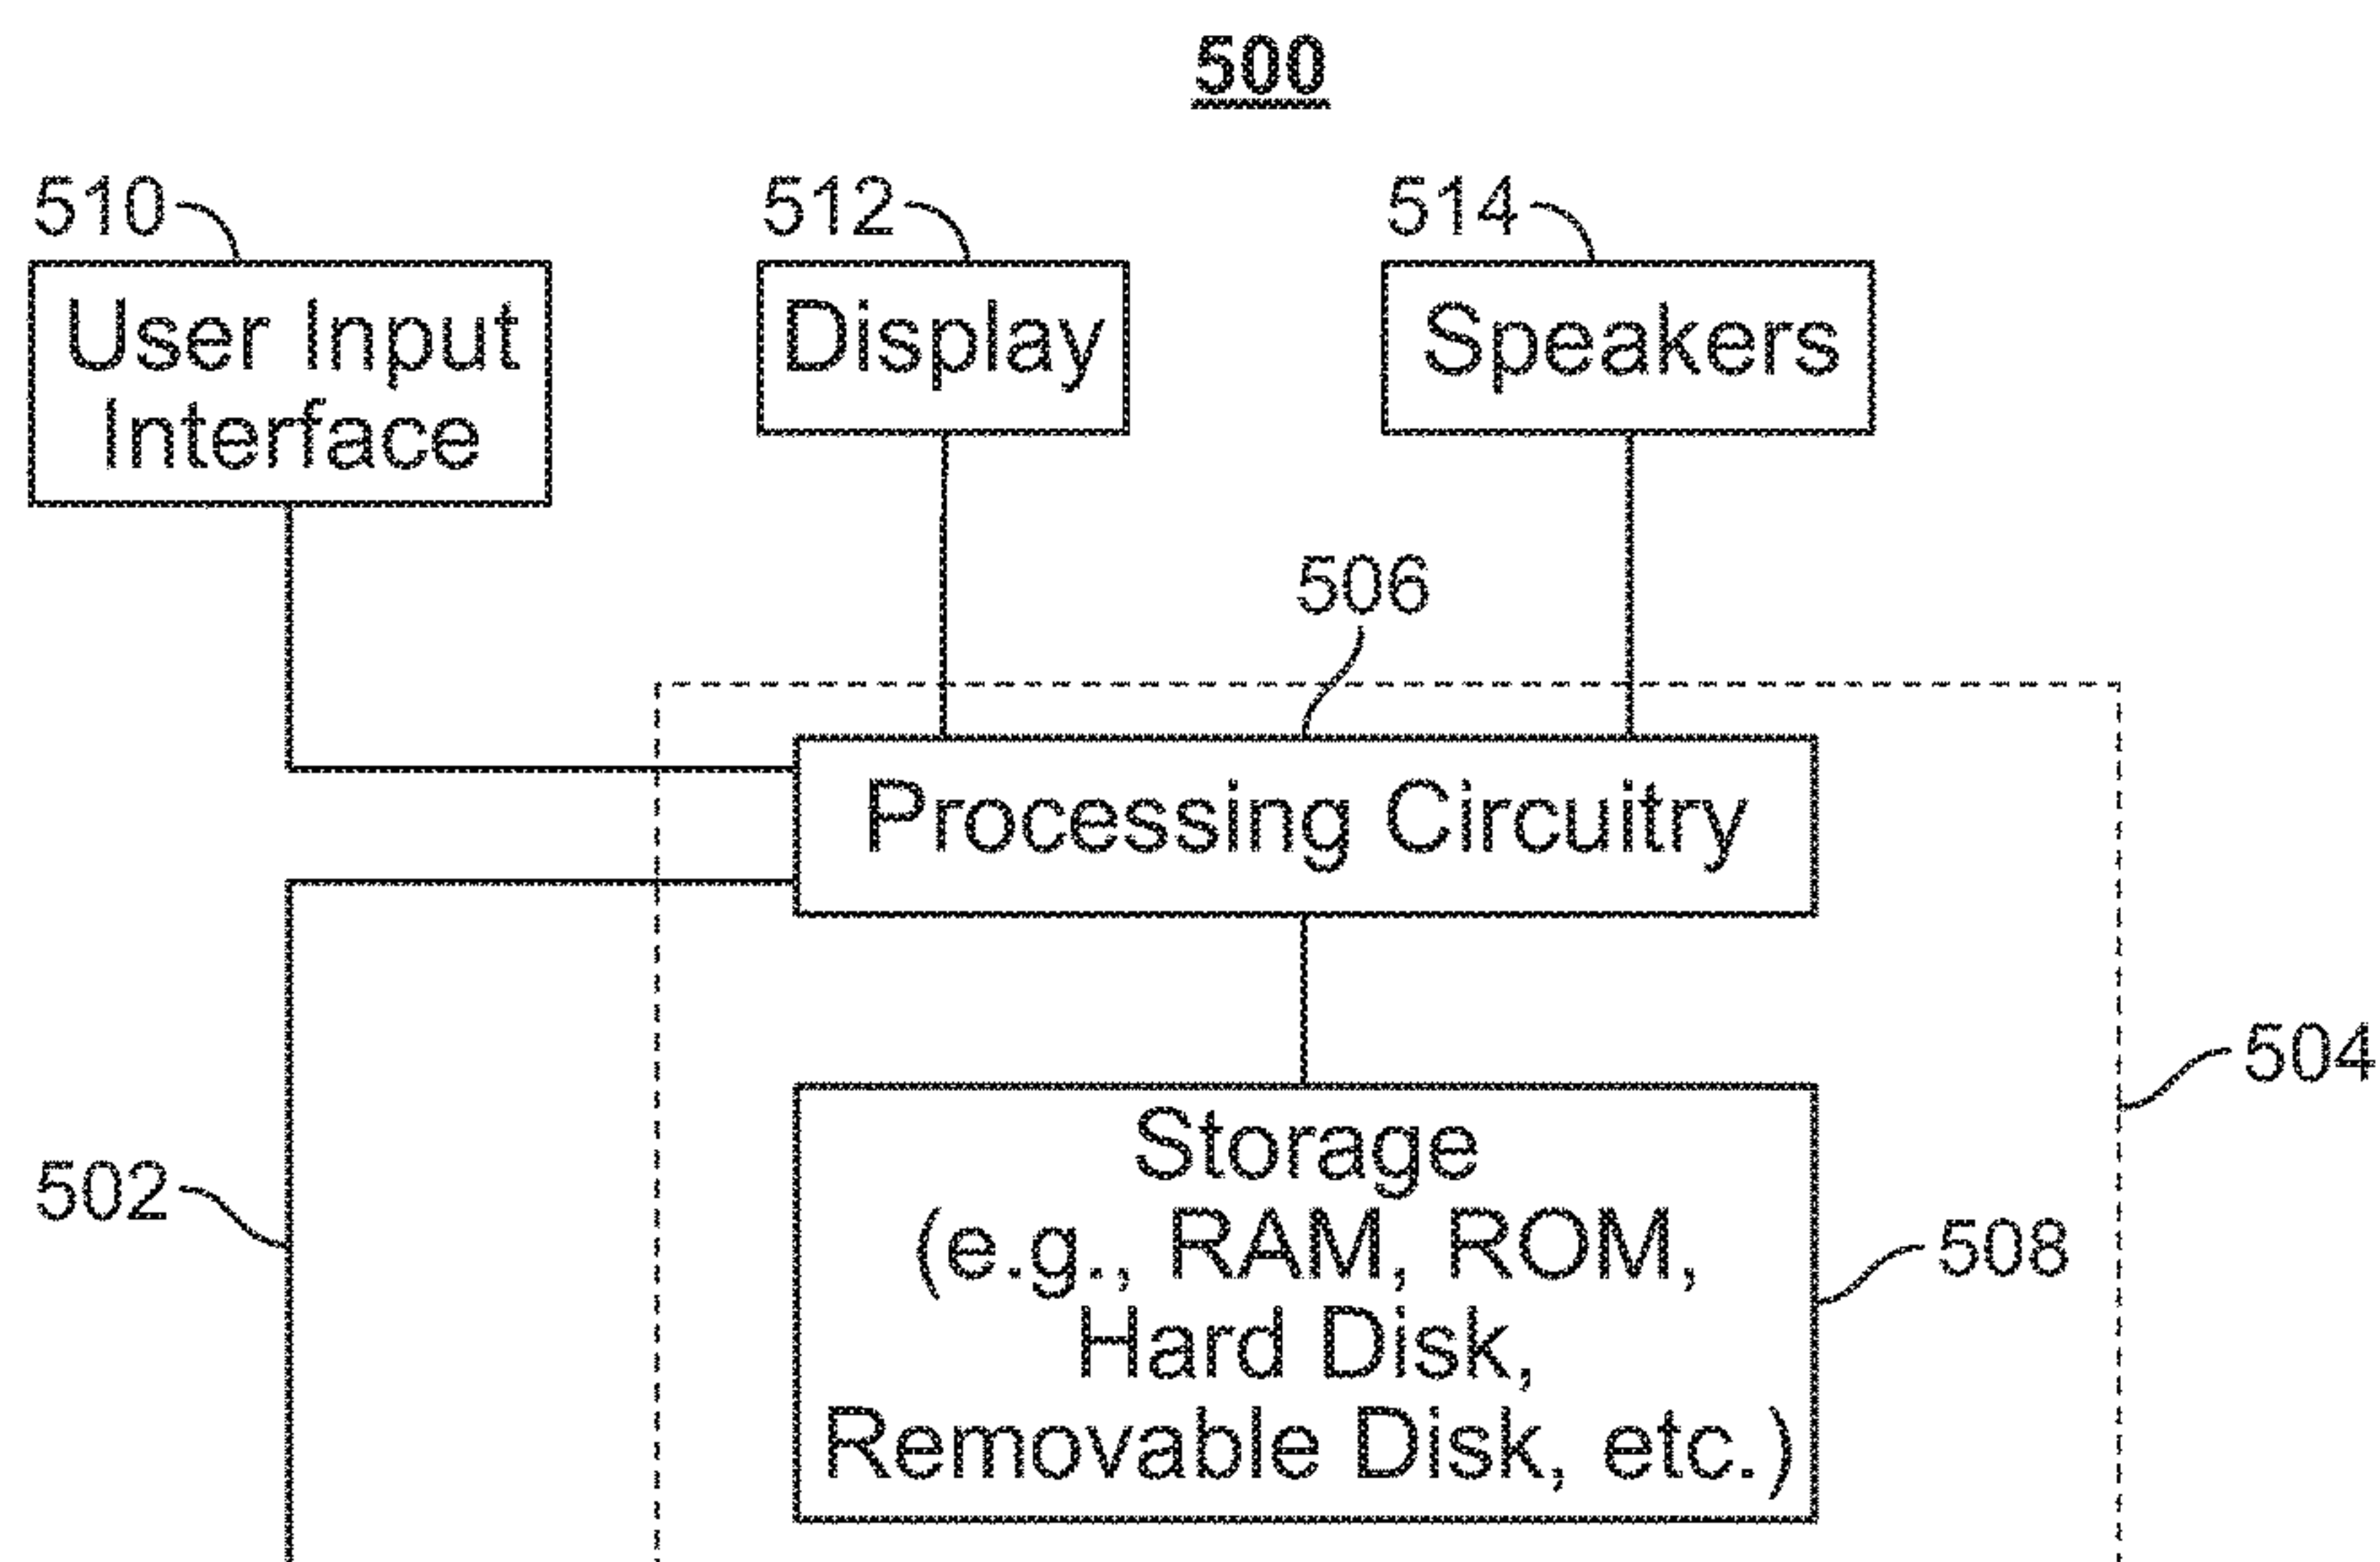 500
510
512
514
User Input
Interface
Display
Speakers
506
Processing Circuitry
504
502
Storage
(e.g., RAM, ROM,
Hard Disk,
Removable Disk, etc.)
508